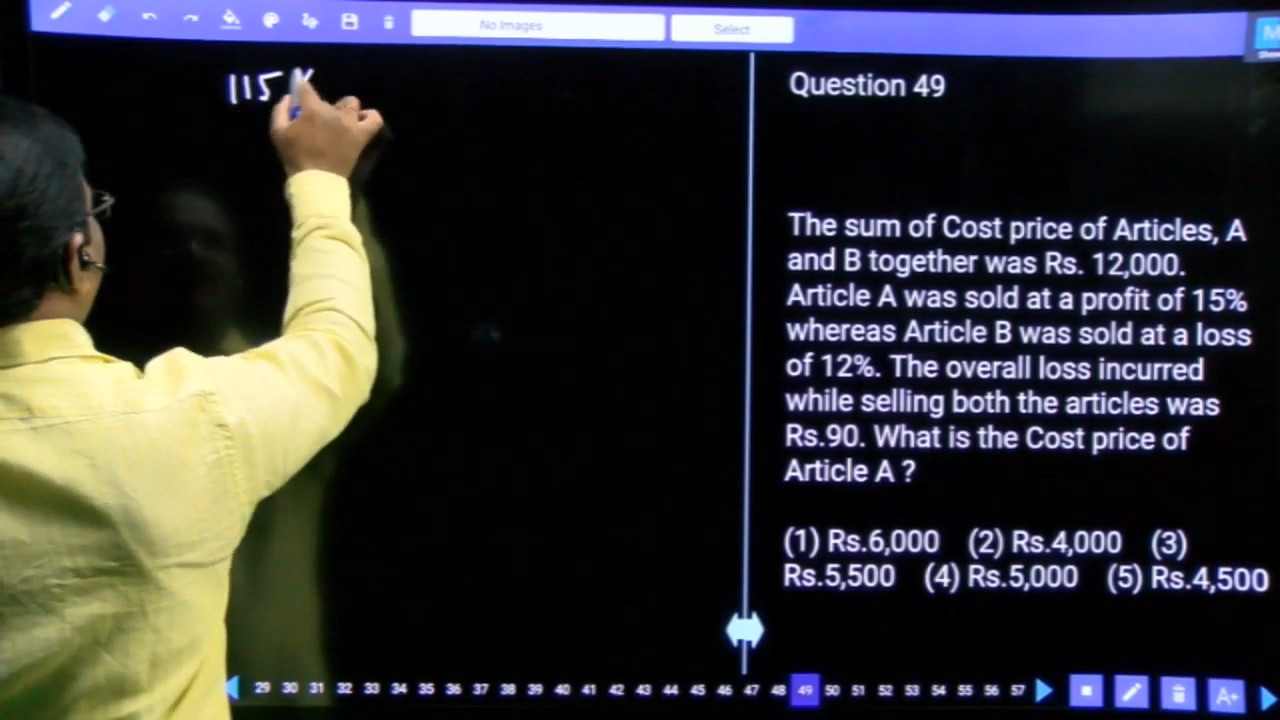 No Images
Select
115
Question 49
The sum of Cost price of Articles, A
and B together was Rs. 12,000.
Article A was sold at a profit of 15%
whereas Article B was sold at a loss
of 12%. The overall loss incurred
while selling both the articles was
Rs.90. What is the Cost price of
Article A ?
(1) Rs.6,000 (2) Rs.4,000 (3)
Rs.5,500 (4) Rs.5,000 (5) Rs.4,500
29 30 31 32 33 34 35 36 37 38 39 40 41 42 43 44 45 46 47 48 49 50 51 52 53 54 55 56 57
A+